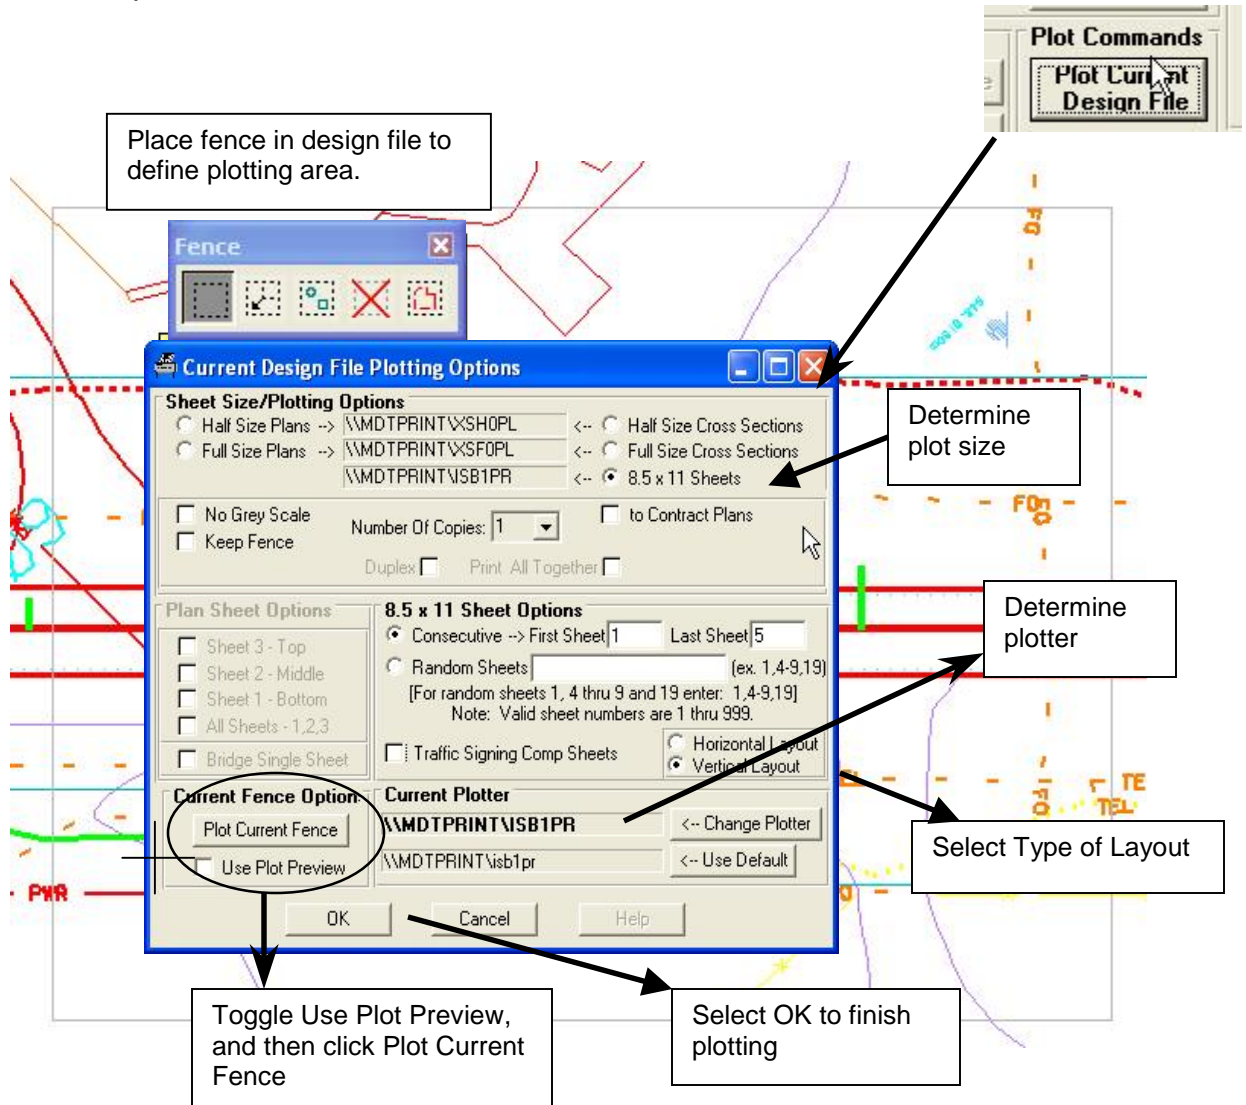 Plot Commands
Plot Current
Design File
Place fence in design file to
define plotting area.
Fence
FO
Current Design File Plotting Options
Sheet Size/Plotting Options
Half Size Plans --> \\MDTPRINT\XSH0PL <-- Half Size Cross Sections
Full Size Plans --> \\MDTPRINT\XSF0PL <-- Full Size Cross Sections
\\MDTPRINT\ISB1PR <-- 8.5 x 11 Sheets
Determine
plot size
No Grey Scale
Keep Fence
Number Of Copies: 1
to Contract Plans
Duplex Print All Together
FO
Plan Sheet Options
Sheet 3 - Top
Sheet 2 - Middle
Sheet 1 - Bottom
All Sheets - 1,2,3
Bridge Single Sheet
8.5 x 11 Sheet Options
Consecutive --> First Sheet 1 Last Sheet 5
Random Sheets (ex. 1,4-9,19)
[For random sheets 1, 4 thru 9 and 19 enter: 1,4-9,19]
Note: Valid sheet numbers are 1 thru 999.
Traffic Signing Comp Sheets
Horizontal Layout
Vertical Layout
Determine
plotter
Current Fence Option
Plot Current Fence
Use Plot Preview
Current Plotter
\\MDTPRINT\ISB1PR <-- Change Plotter
\\MDTPRINT\isb1pr <-- Use Default
TE
TEL
Select Type of Layout
PWR
OK Cancel Help
Toggle Use Plot Preview,
and then click Plot Current
Fence
Select OK to finish
plotting